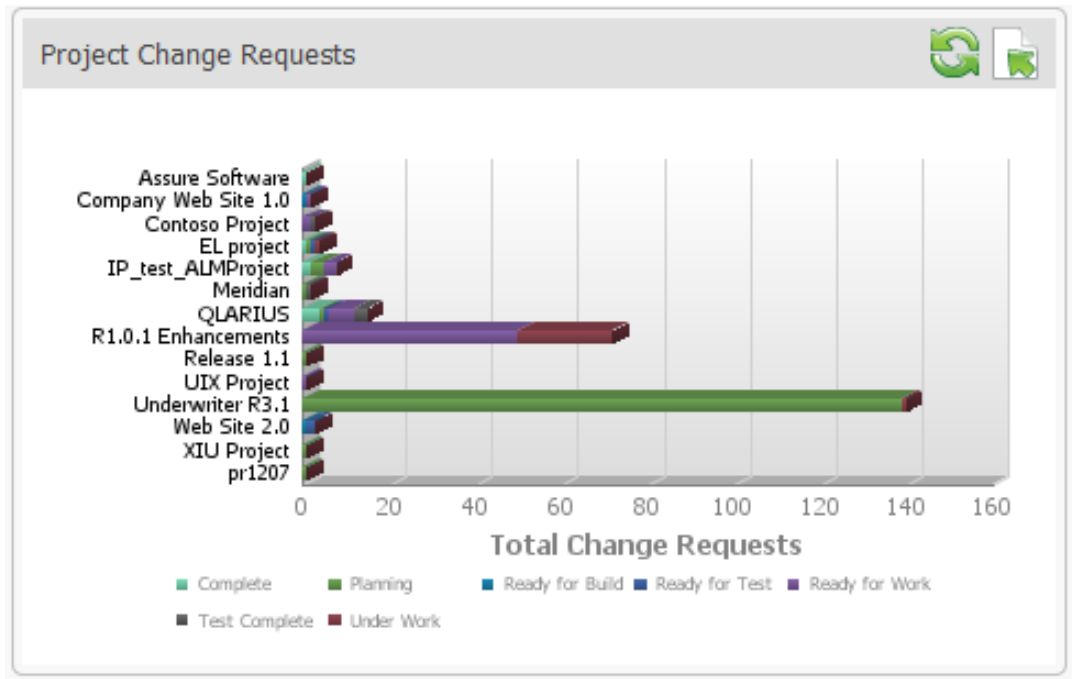 Project Change Requests
Assure Software
Company Web Site 1.0
Contoso Project
EL project
IP_test_ALMProject
Meridian
QLARIUS
R1.0.1 Enhancements
Release 1.1
UIX Project
Underwriter R3.1
Web Site 2.0
XIU Project
pr1207
0 20 40 60 80 100 120 140 160
Total Change Requests
Complete Planning Ready for Build Ready for Test Ready for Work
Test Complete Under Work